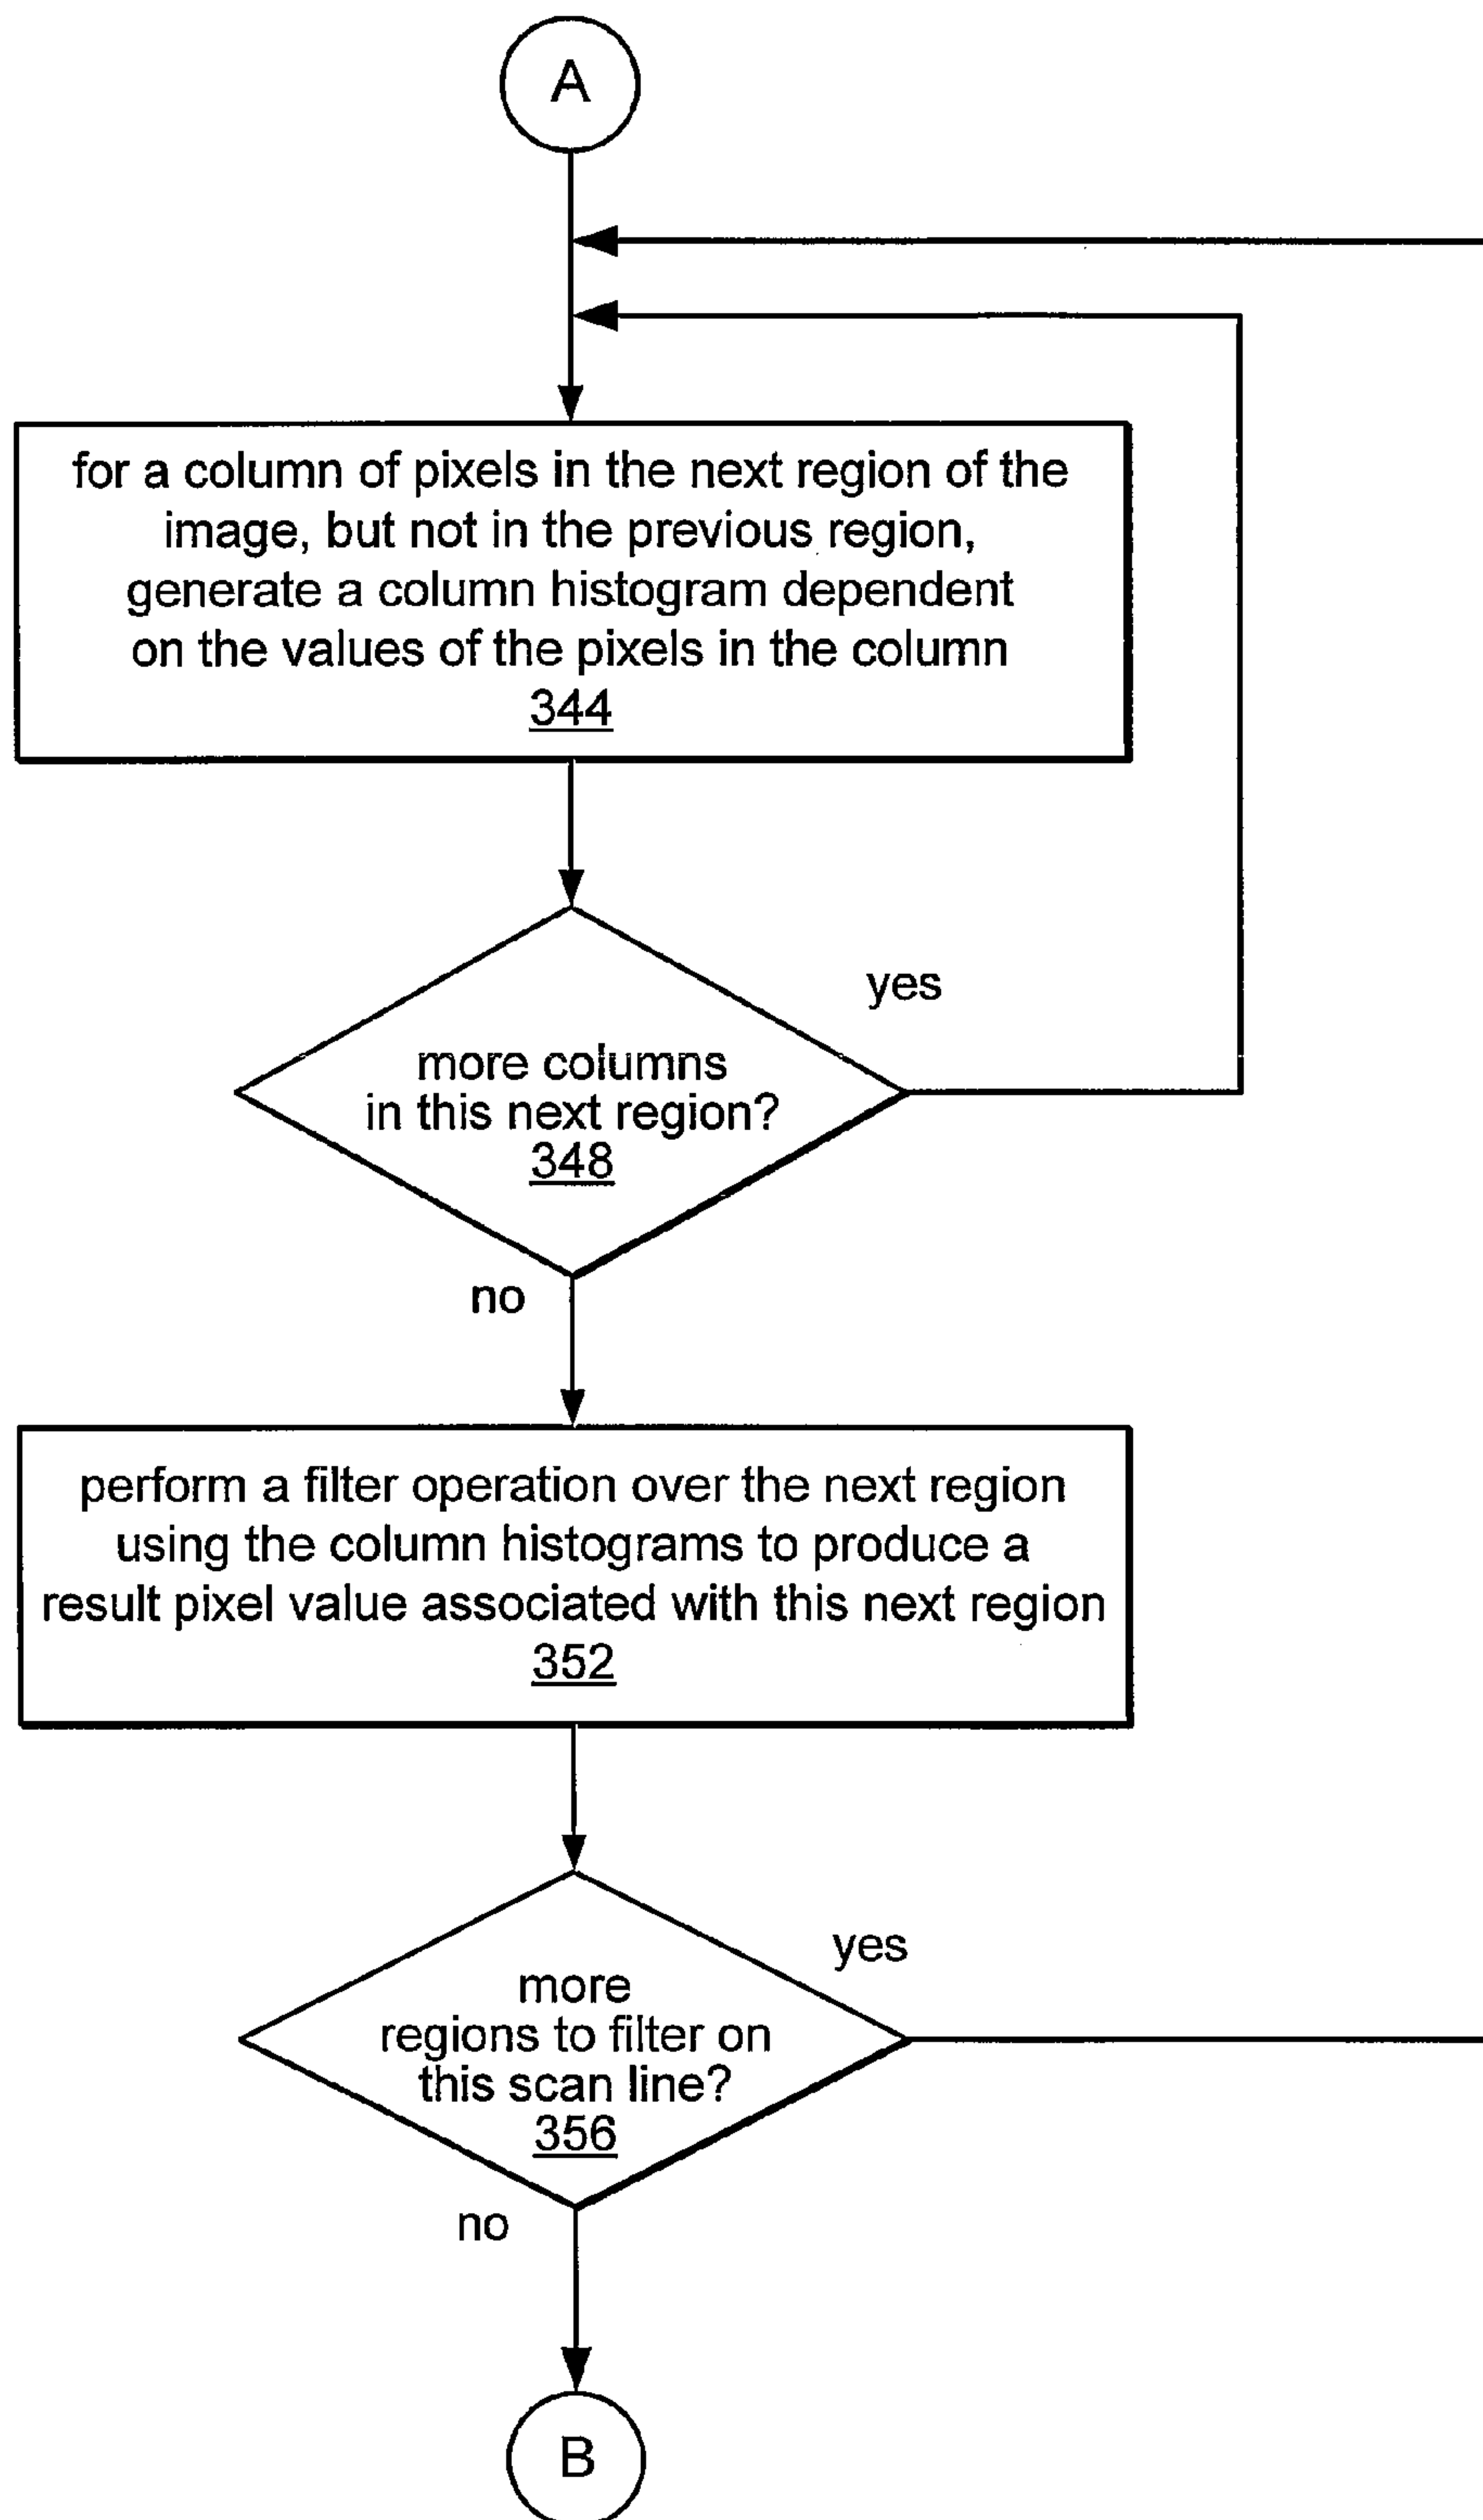 A
for a column of pixels in the next region of the
image, but not in the previous region,
generate a column histogram dependent
on the values of the pixels in the column
344
yes
more columns
in this next region?
348
no
perform a filter operation over the next region
using the column histograms to produce a
result pixel value associated with this next region
352
yes
more
regions to filter on
this scan line?
356
no
B